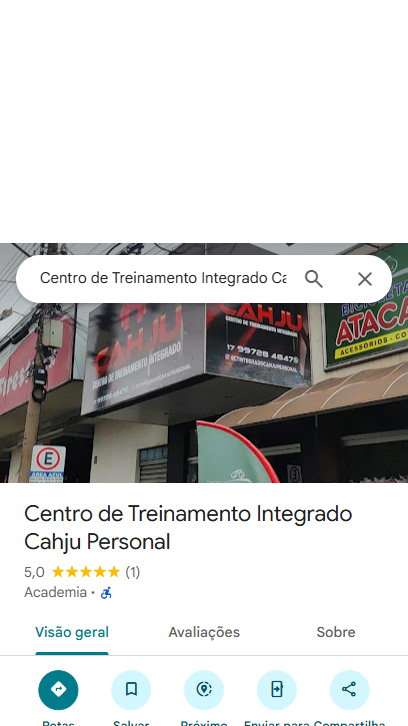 Centro de Treinamento Integrado Ca
CAHJU
CENTRO DE TREINAMENTO INTEGRADO
CAHJU
CENTRO DE TREINAMENTO INTEGRADO
17 99728 4847
BICICLETA
ATACA
ACESSÓRIOS
E
ÁREA AZUL
Centro de Treinamento Integrado
Cahju Personal
5,0 ★★★★★ (1)
Academia ·
Visão geral
Avaliações
Sobre
Rotas
Salvar
Próximo
Enviar para
Compartilha